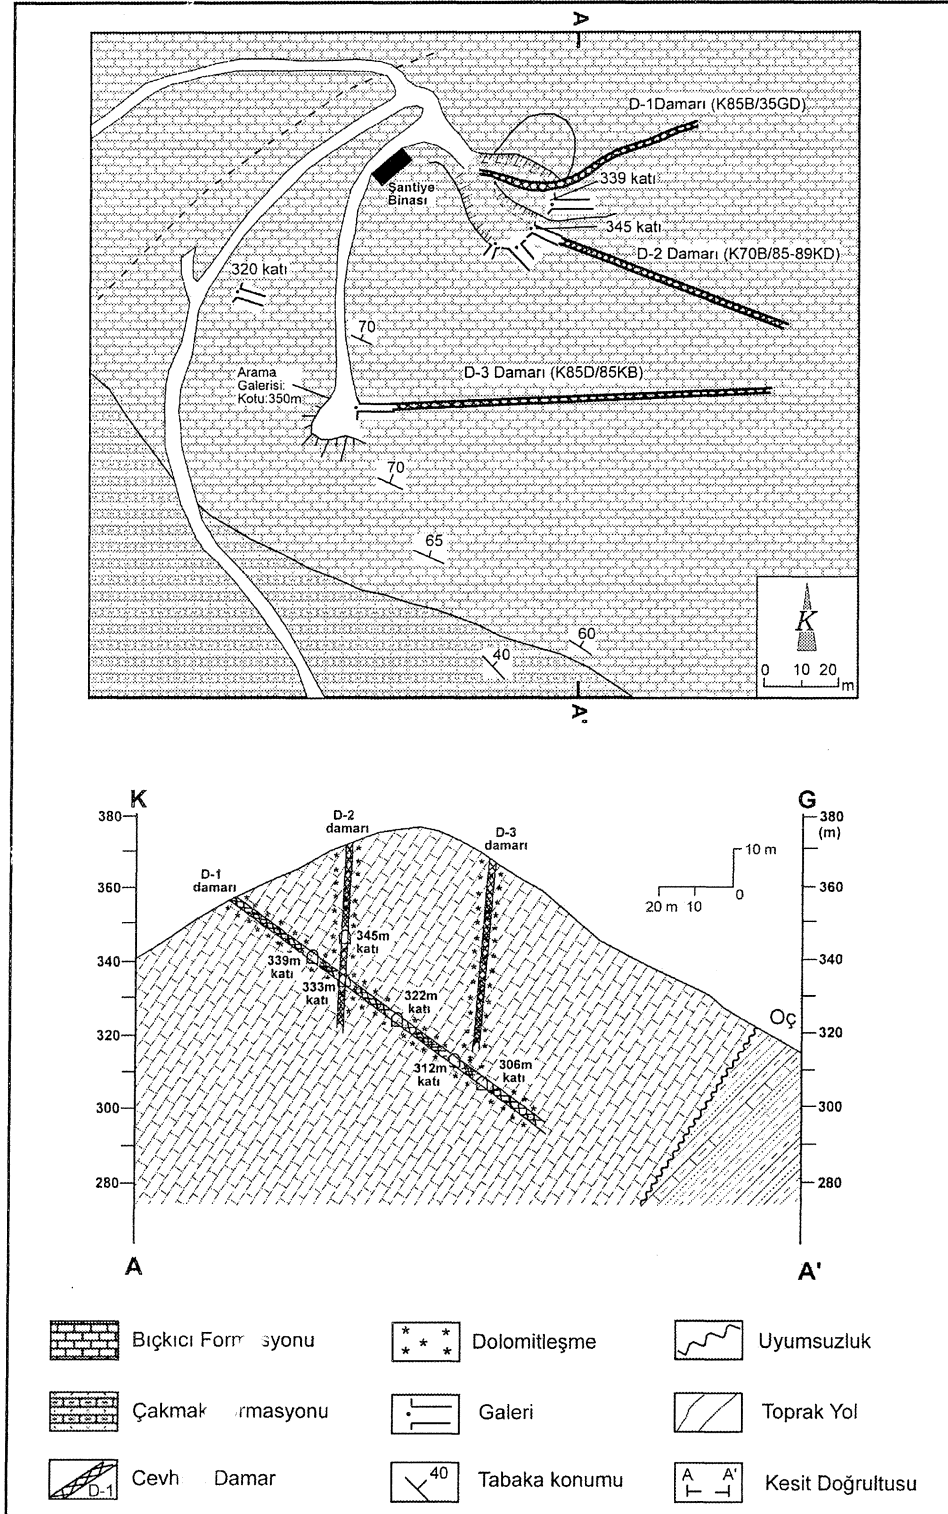 A
D-1Damarı (K85B/35GD)
Şantiye
Binası
339 katı
345 katı
D-2 Damarı (K70B/85-89KD)
320 katı
70
Arama
Galerisi:
Kotu:350m
D-3 Damarı (K85D/85KB)
70
65
60
40
K
0 10 20
m
A'
K
G
380
360
340
320
300
280
D-1
damarı
D-2
damarı
D-3
damarı
345m
katı
339m
katı
333m
katı
322m
katı
312m
katı
306m
katı
10 m
20 m 10 0
Oç
380
(m)
360
340
320
300
280
A
A'
Bıçkıcı Form syonu
Dolomitleşme
Uyumsuzluk
Çakmak rmasyonu
Galeri
Toprak Yol
D-1
Cevh Damar
40
Tabaka konumu
A A'
Kesit Doğrultusu